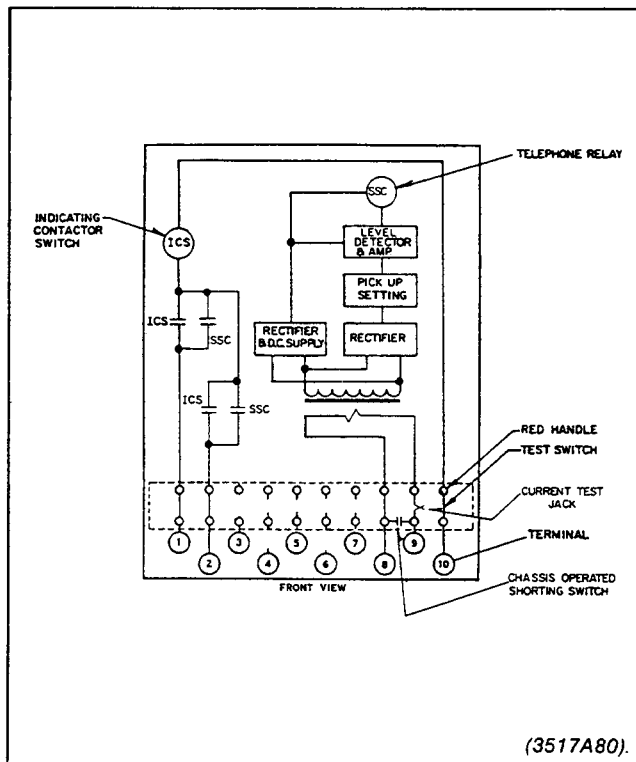 TELEPHONE RELAY
SSC
INDICATING
CONTACTOR
SWITCH
ICS
LEVEL
DETECTOR
& AMP.
PICK UP
SETTING
ICS
SSC
RECTIFIER
& D.C. SUPPLY
RECTIFIER
ICS
SSC
RED HANDLE
TEST SWITCH
CURRENT TEST
JACK
TERMINAL
1 2 3 4 5 6 7 8 9 10
FRONT VIEW
CHASSIS OPERATED
SHORTING SWITCH
(3517A80).